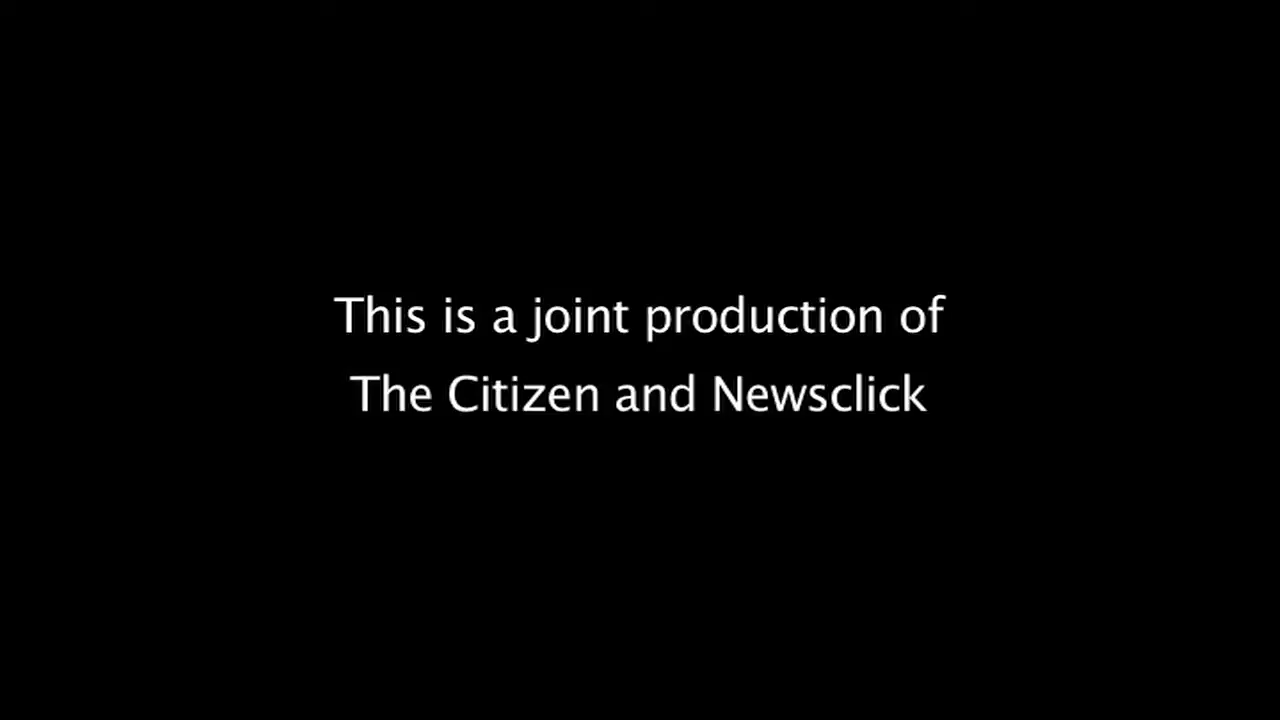 This is a joint production of
The Citizen and Newsclick